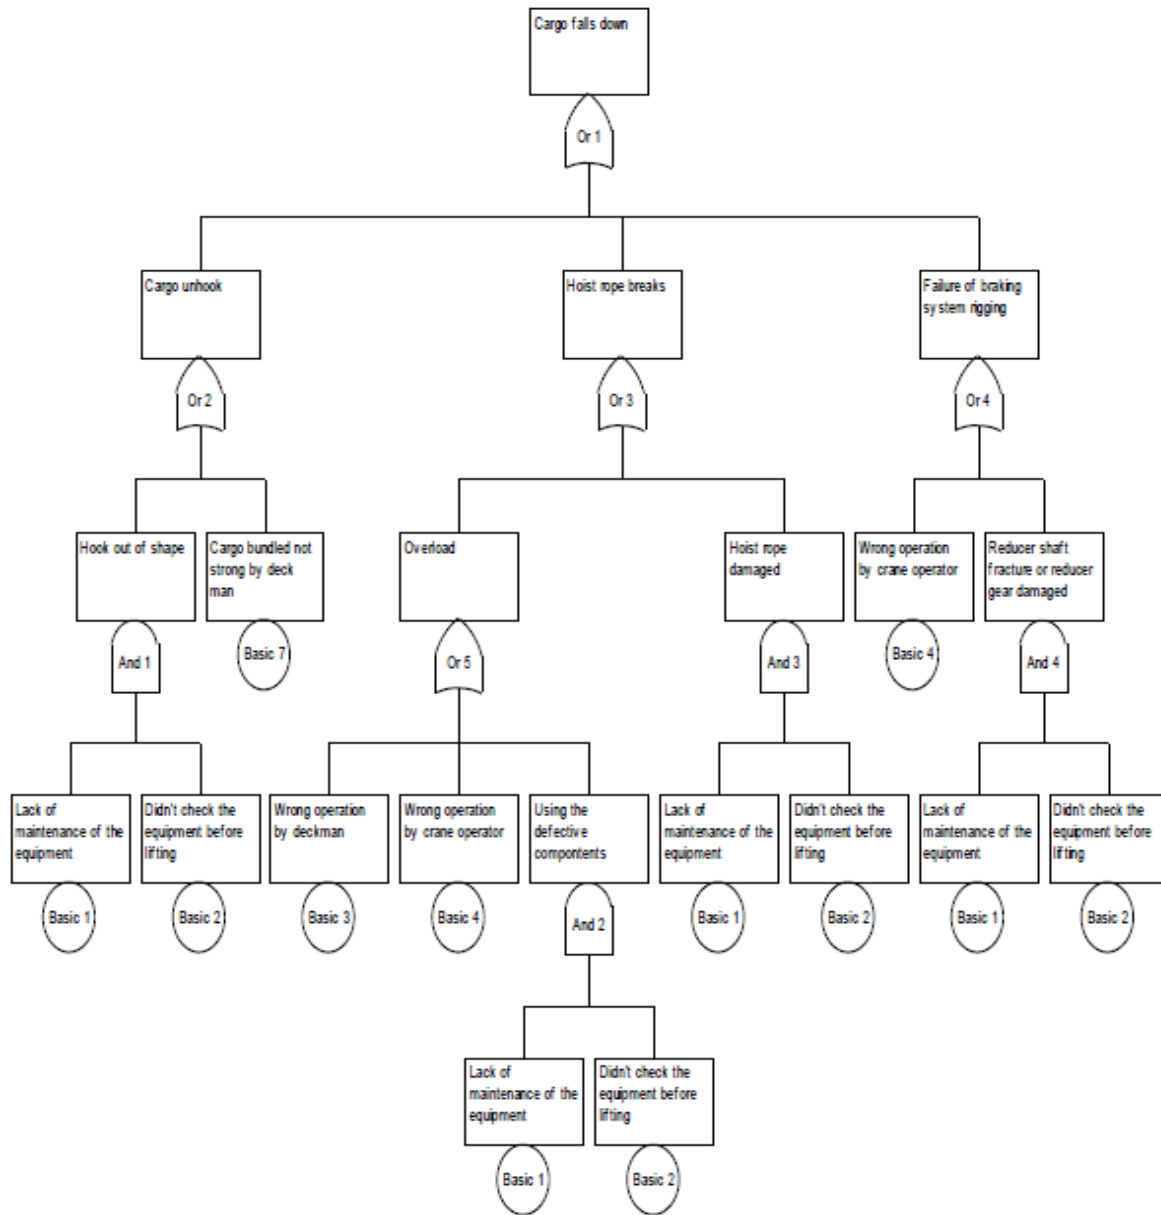 Cargo falls down
Or 1
Cargo unhook
Hoist rope breaks
Failure of braking
system rigging
Or 2
Or 3
Or 4
Hook out of shape
Cargo bundled not
strong by deck
man
Overload
Hoist rope
damaged
Wrong operation
by crane operator
Reducer shaft
fracture or reducer
gear damaged
And 1
Basic 7
Or 5
And 3
Basic 4
And 4
Lack of
maintenance of the
equipment
Didn't check the
equipment before
lifting
Wrong operation
by deckman
Wrong operation
by crane operator
Using the
defective
compontents
Lack of
maintenance of the
equipment
Didn't check the
equipment before
lifting
Lack of
maintenance of the
equipment
Didn't check the
equipment before
lifting
Basic 1
Basic 2
Basic 3
Basic 4
And 2
Basic 1
Basic 2
Basic 1
Basic 2
Lack of
maintenance of the
equipment
Didn't check the
equipment before
lifting
Basic 1
Basic 2